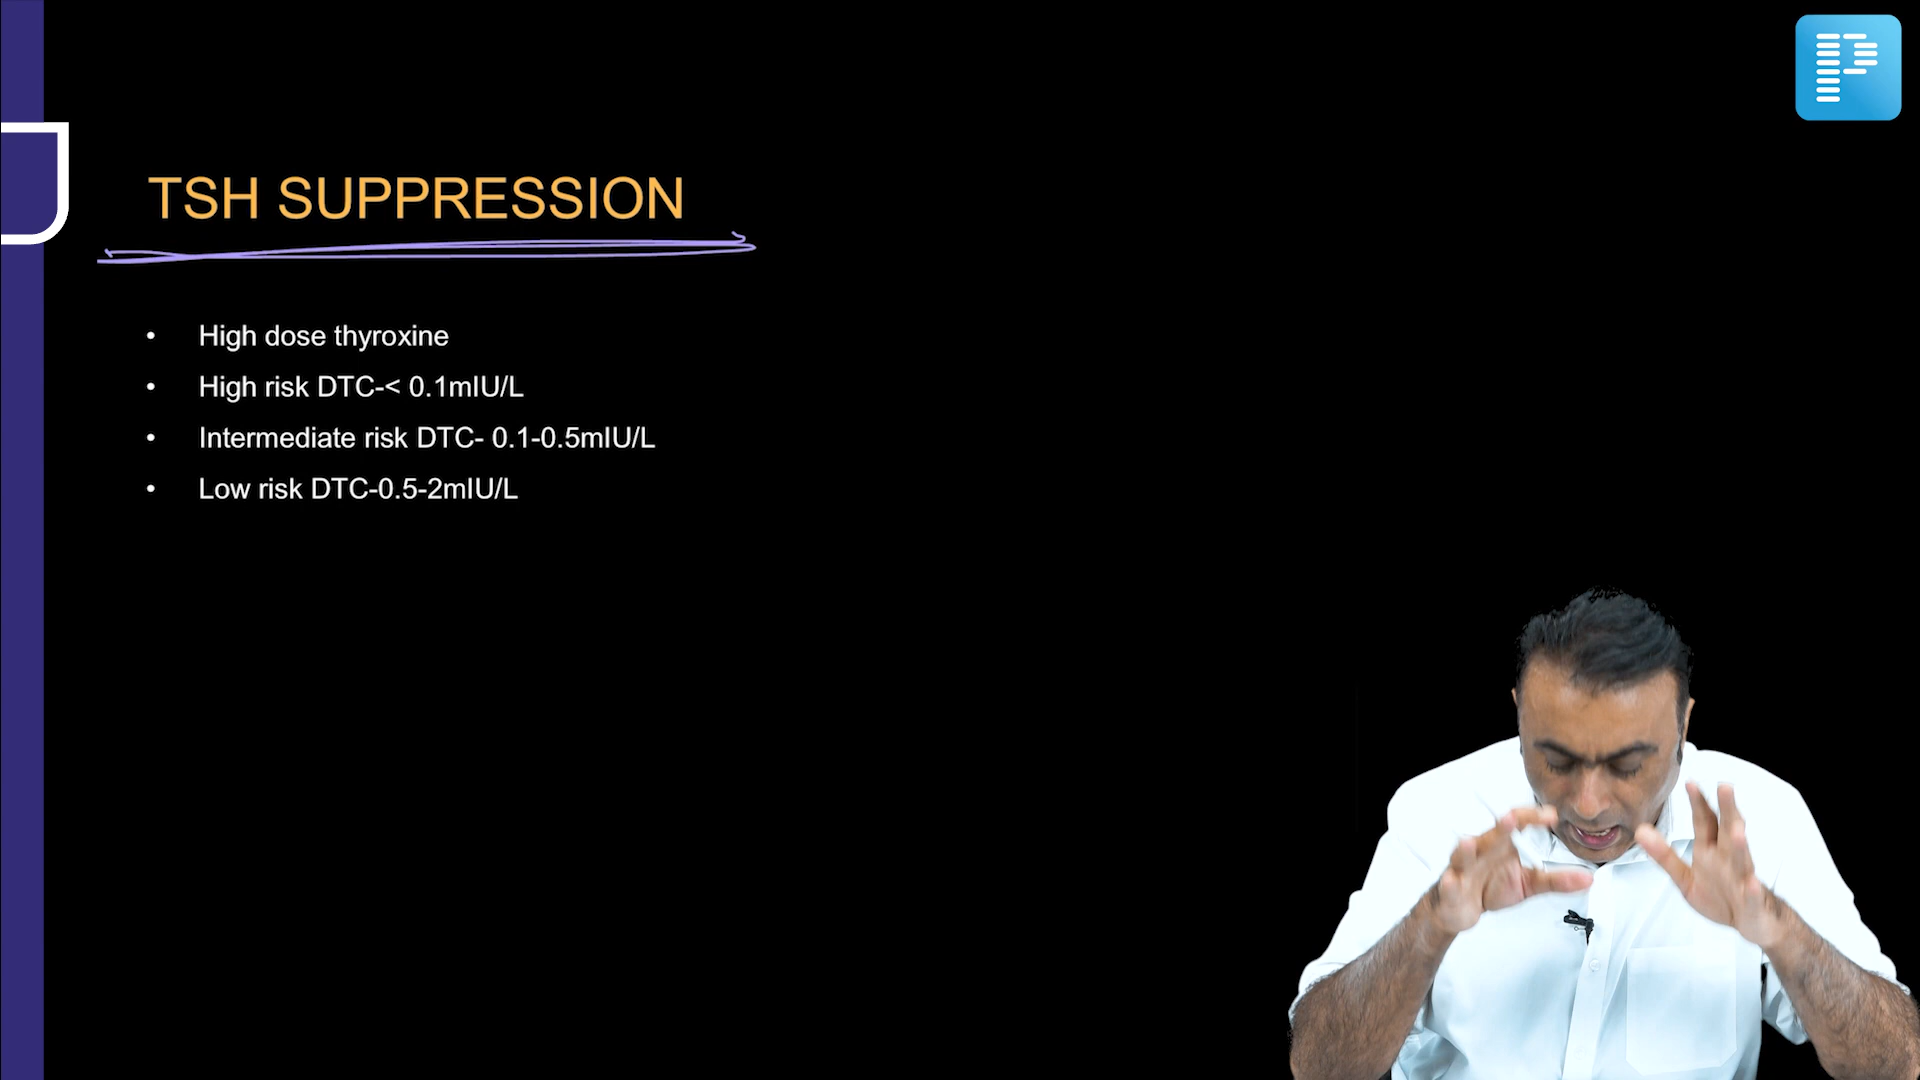 TSH SUPPRESSION
• High dose thyroxine
• High risk DTC-< 0.1mIU/L
• Intermediate risk DTC- 0.1-0.5mIU/L
• Low risk DTC-0.5-2mIU/L